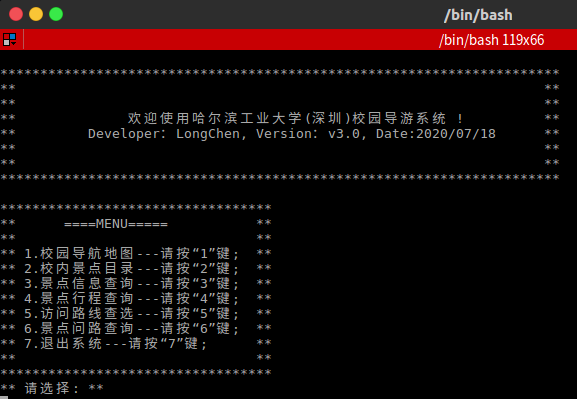 /bin/bash
/bin/bash 119x66
**********************************************************************
**                                                                  **
**                                                                  **
**              欢迎使用哈尔滨工业大学(深圳)校园导游系统 !          **
**         Developer: LongChen, Version: v3.0, Date:2020/07/18      **
**                                                                  **
**                                                                  **
**********************************************************************
**********************************
**      ====MENU=====           **
**                              **
** 1.校园导航地图---请按“1”键;  **
** 2.校内景点目录---请按“2”键;  **
** 3.景点信息查询---请按“3”键;  **
** 4.景点行程查询---请按“4”键;  **
** 5.访问路线查选---请按“5”键;  **
** 6.景点问路查询---请按“6”键;  **
** 7.退出系统---请按“7”键;      **
**                              **
**********************************
** 请选择: **